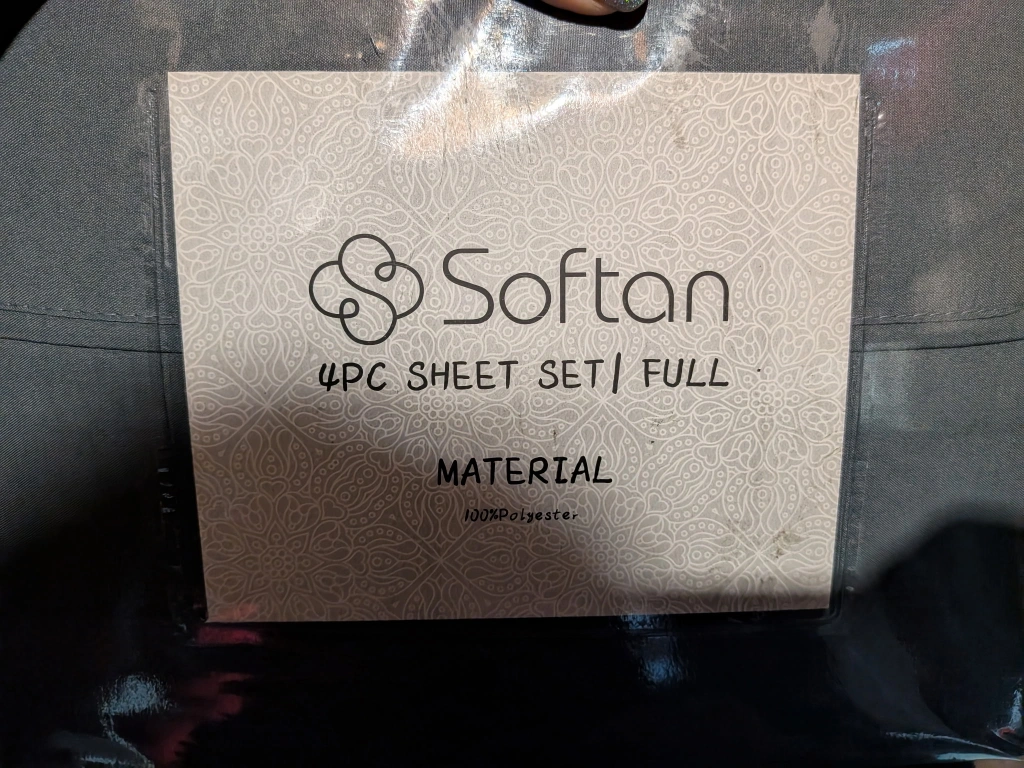 Softan
4PC SHEET SET/ FULL
MATERIAL
100%Polyester